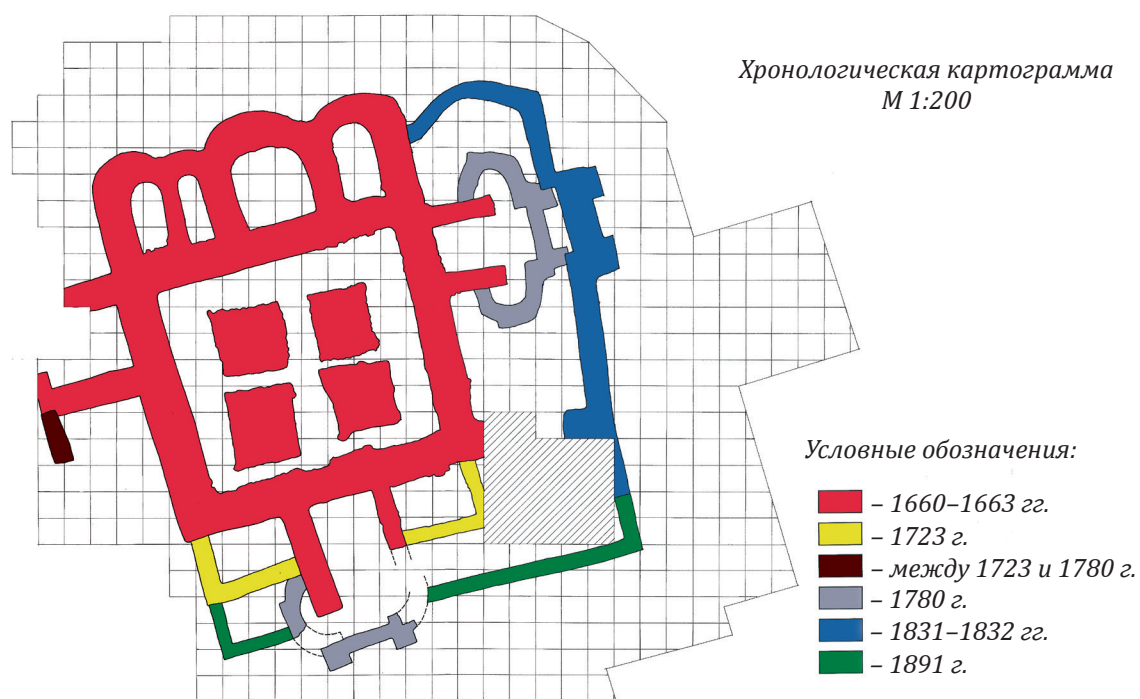 Хронологическая картограмма
М 1:200
Условные обозначения:
– 1660–1663 гг.
– 1723 г.
– между 1723 и 1780 г.
– 1780 г.
– 1831–1832 гг.
– 1891 г.